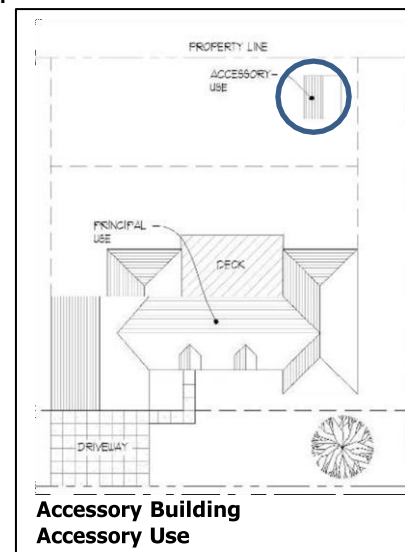 PROPERTY LINE
ACCESSORY
USE
PRINCIPAL
USE
DECK
DRIVEWAY
Accessory Building
Accessory Use